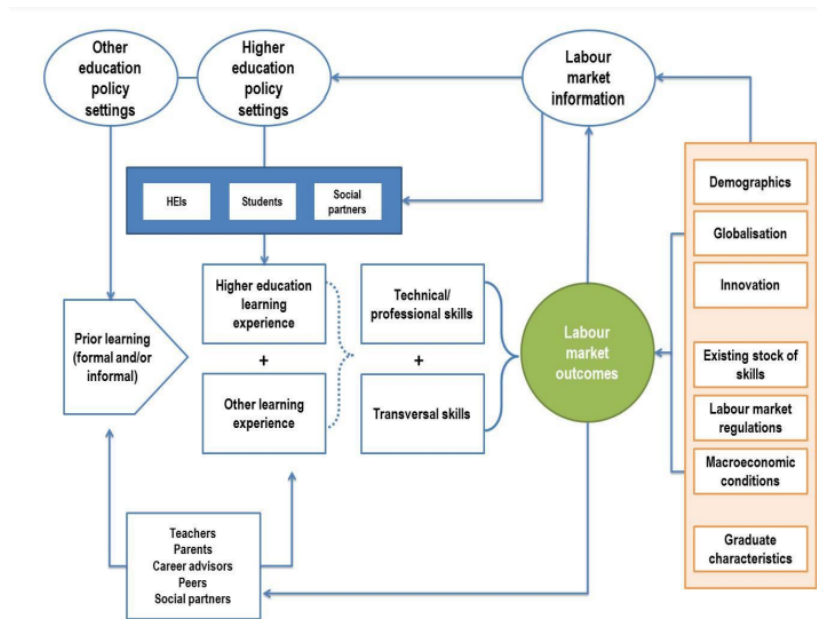 Other
education
policy
settings
Higher
education
policy
settings
Labour
market
information
HEIs
Students
Social
partners
Demographics
Globalisation
Innovation
Existing stock of
skills
Labour market
regulations
Macroeconomic
conditions
Graduate
characteristics
Prior learning
(formal and/or
informal)
Higher education
learning
experience
+
Other learning
experience
Technical/
professional skills
+
Transversal skills
Labour
market
outcomes
Teachers
Parents
Career advisors
Peers
Social partners